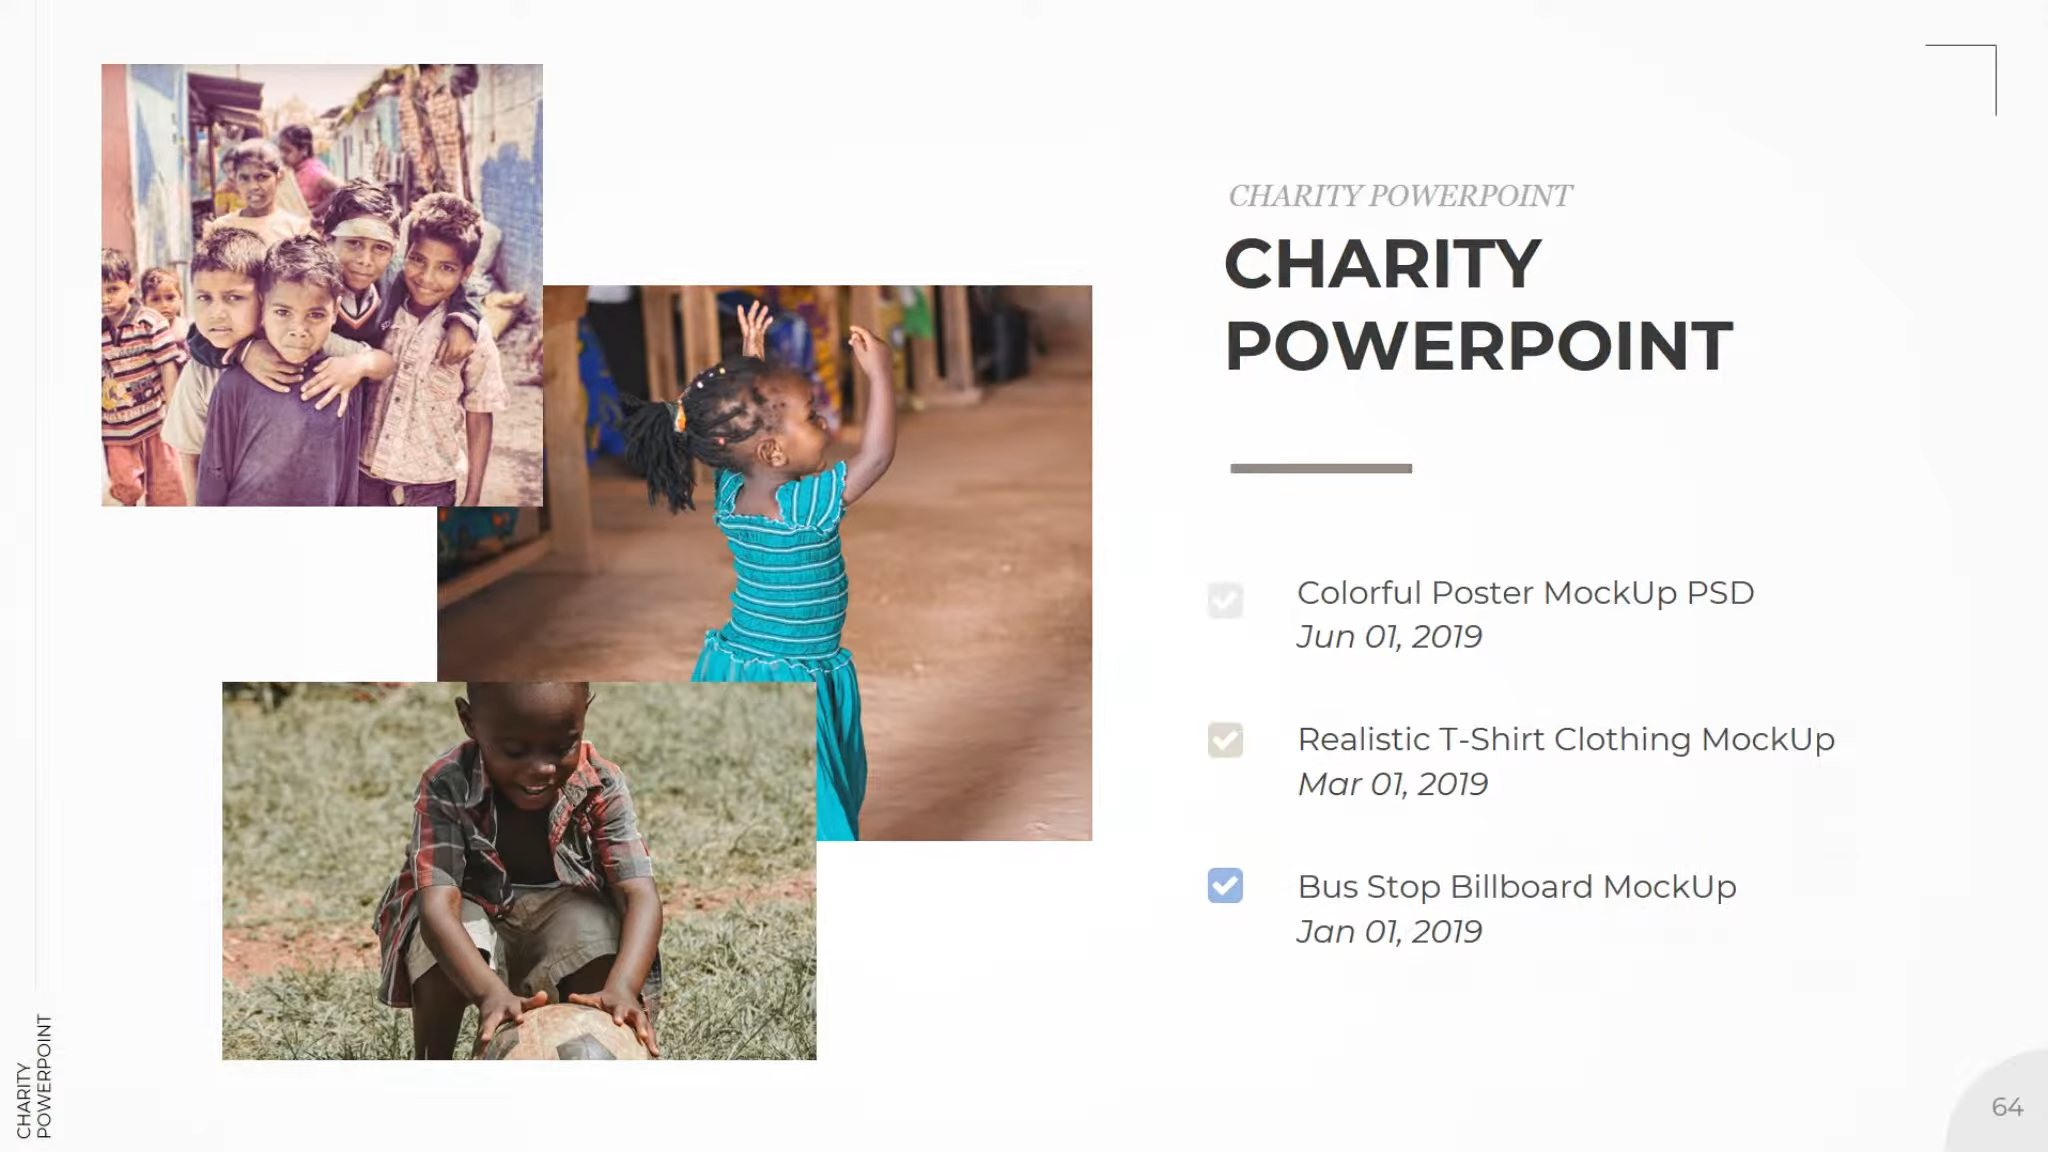 CHARITY POWERPOINT
CHARITY
POWERPOINT
Colorful Poster MockUp PSD
Jun 01, 2019
Realistic T-Shirt Clothing MockUp
Mar 01, 2019
Bus Stop Billboard MockUp
Jan 01, 2019
CHARITY
POWERPOINT
64